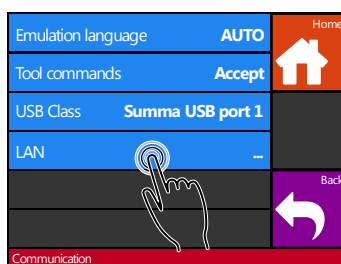 Home
Emulation language AUTO
Tool commands Accept
USB Class Summa USB port 1
LAN ...
Back
Communication